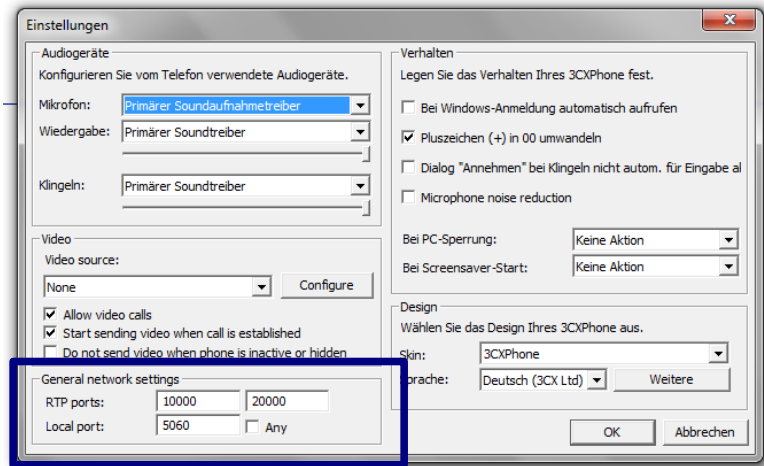 Einstellungen
Audiogeräte
Konfigurieren Sie vom Telefon verwendete Audiogeräte.
Mikrofon: Primärer Soundaufnahmetreiber
Wiedergabe: Primärer Soundtreiber
Klingeln: Primärer Soundtreiber
Video
Video source:
None Configure
Allow video calls
Start sending video when call is established
Do not send video when phone is inactive or hidden
General network settings
RTP ports: 10000 20000
Local port: 5060 Any
Verhalten
Legen Sie das Verhalten Ihres 3CXPhone fest.
Bei Windows-Anmeldung automatisch aufrufen
Pluszeichen (+) in 00 umwandeln
Dialog "Annehmen" bei Klingeln nicht autom. für Eingabe al
Microphone noise reduction
Bei PC-Sperrung: Keine Aktion
Bei Screensaver-Start: Keine Aktion
Design
Wählen Sie das Design Ihres 3CXPhone aus.
Skin: 3CXPhone
Sprache: Deutsch (3CX Ltd) Weitere
OK Abbrechen